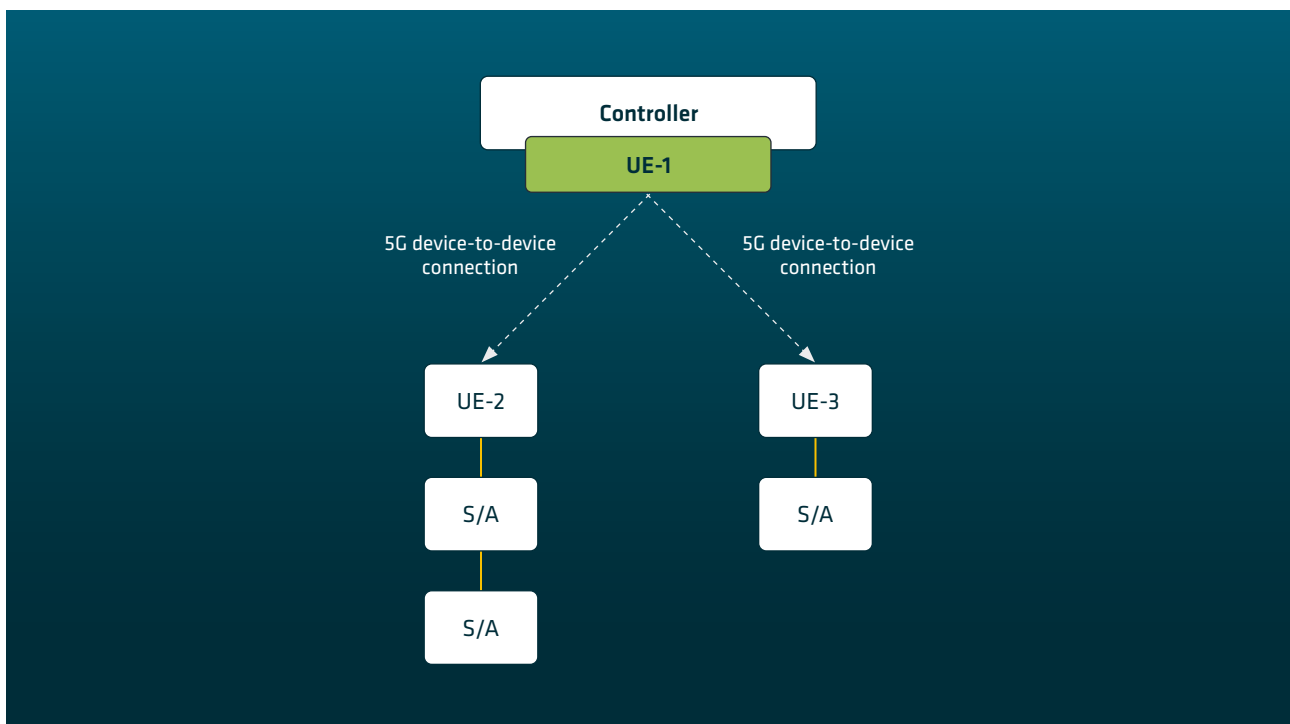 Controller
UE-1
5G device-to-device
connection
5G device-to-device
connection
UE-2
UE-3
S/A
S/A
S/A